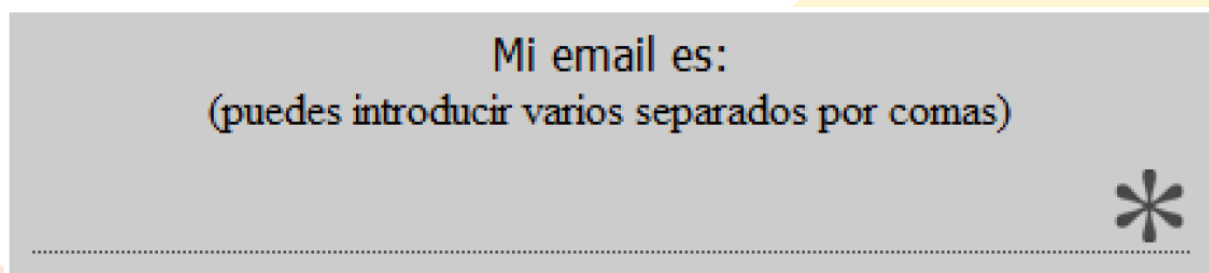 Mi email es:
(puedes introducir varios separados por comas)
*